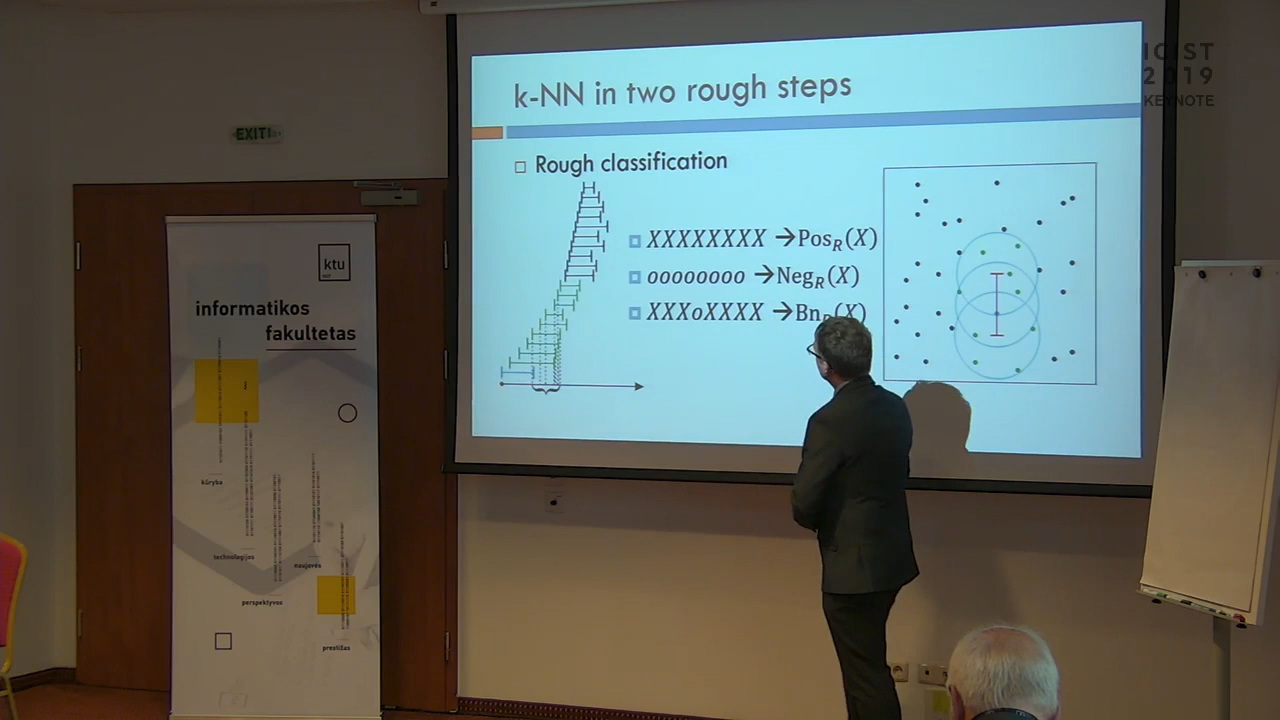 ICIST
2019
KEYNOTE
k-NN in two rough steps
Rough classification
XXXXXXXX → Pos_R(X)
oooooooo → Neg_R(X)
XXXoXXXX → Bn_R(X)
EXIT
ktu
informatikos
fakultetas
kūryba
technologijos
naujovės
perspektyvos
prestižas